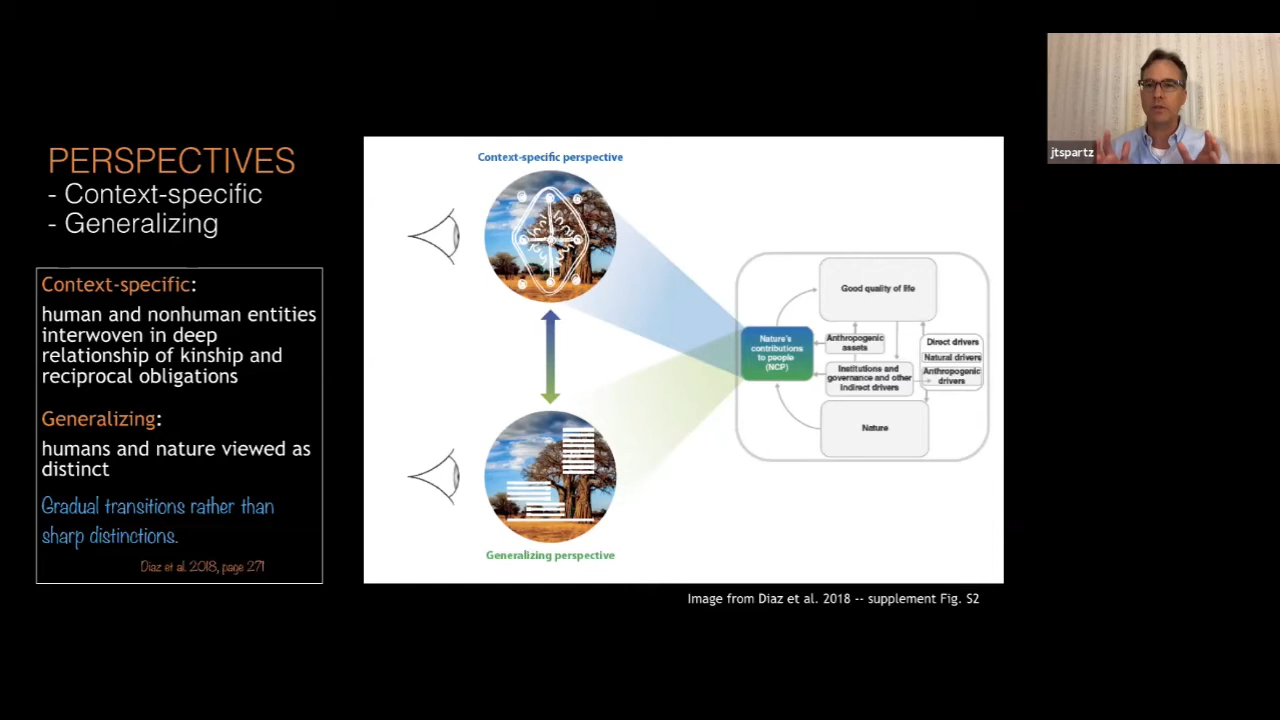 PERSPECTIVES
- Context-specific
- Generalizing
Context-specific:
human and nonhuman entities
interwoven in deep
relationship of kinship and
reciprocal obligations
Generalizing:
humans and nature viewed as
distinct
Gradual transitions rather than
sharp distinctions.
Diaz et al. 2018, page 271
Context-specific perspective
Generalizing perspective
Nature's
contributions
to people
(NCP)
Good quality of life
Anthropogenic
assets
Institutions and
governance and other
indirect drivers
Direct drivers
Natural drivers
Anthropogenic
drivers
Nature
Image from Diaz et al. 2018 -- supplement Fig. S2
jtspartz